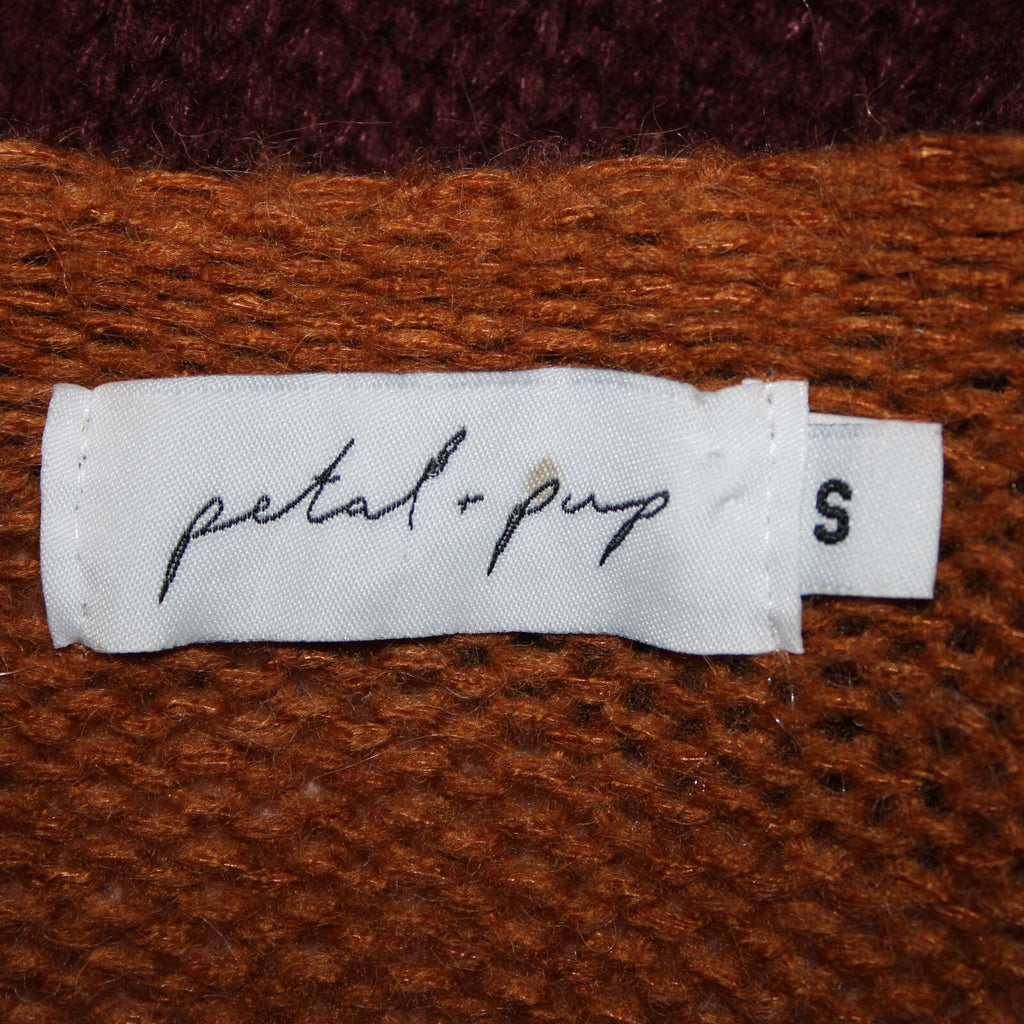 petal + pup
S